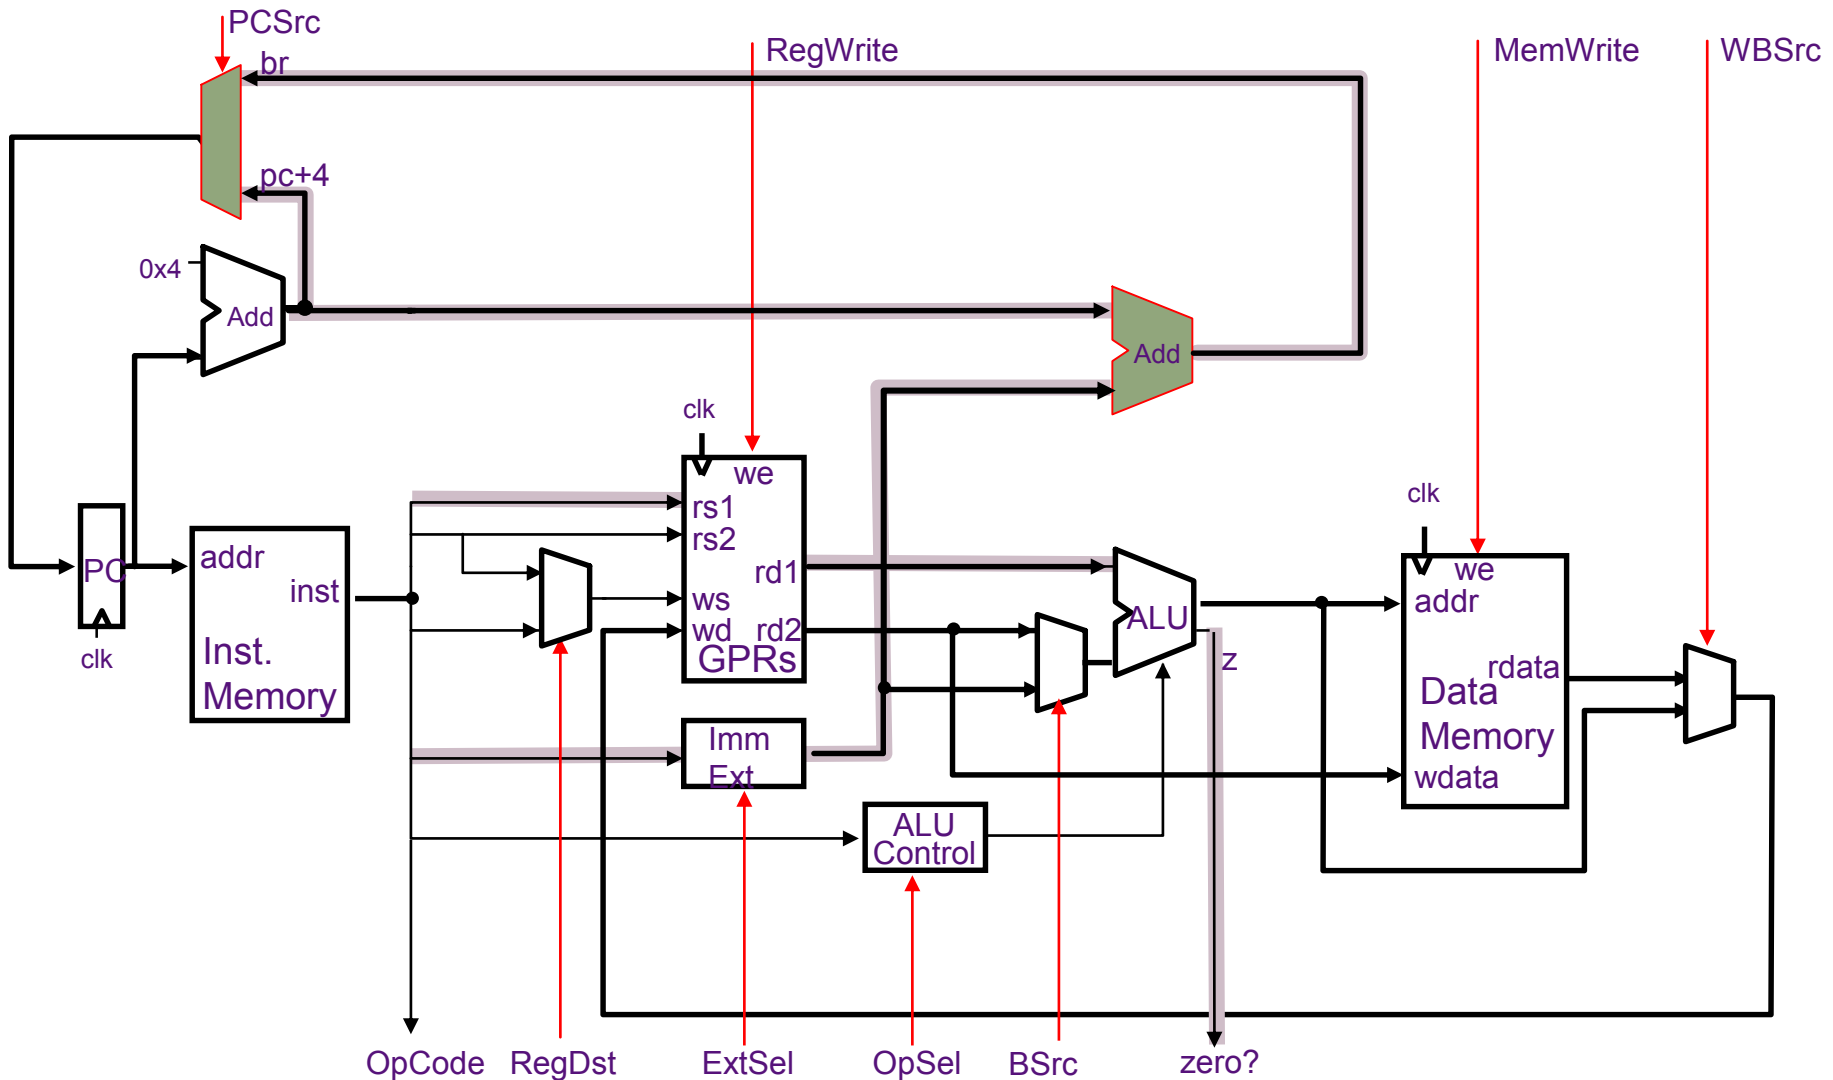 PCSrc
RegWrite
MemWrite
WBSrc
br
pc+4
0x4
Add
Add
clk
we
rs1
rs2
rd1
ws
wd
rd2
GPRs
PC
clk
addr
inst
Inst.
Memory
ALU
z
clk
we
addr
rdata
Data
Memory
wdata
Imm
Ext
ALU
Control
OpCode
RegDst
ExtSel
OpSel
BSrc
zero?